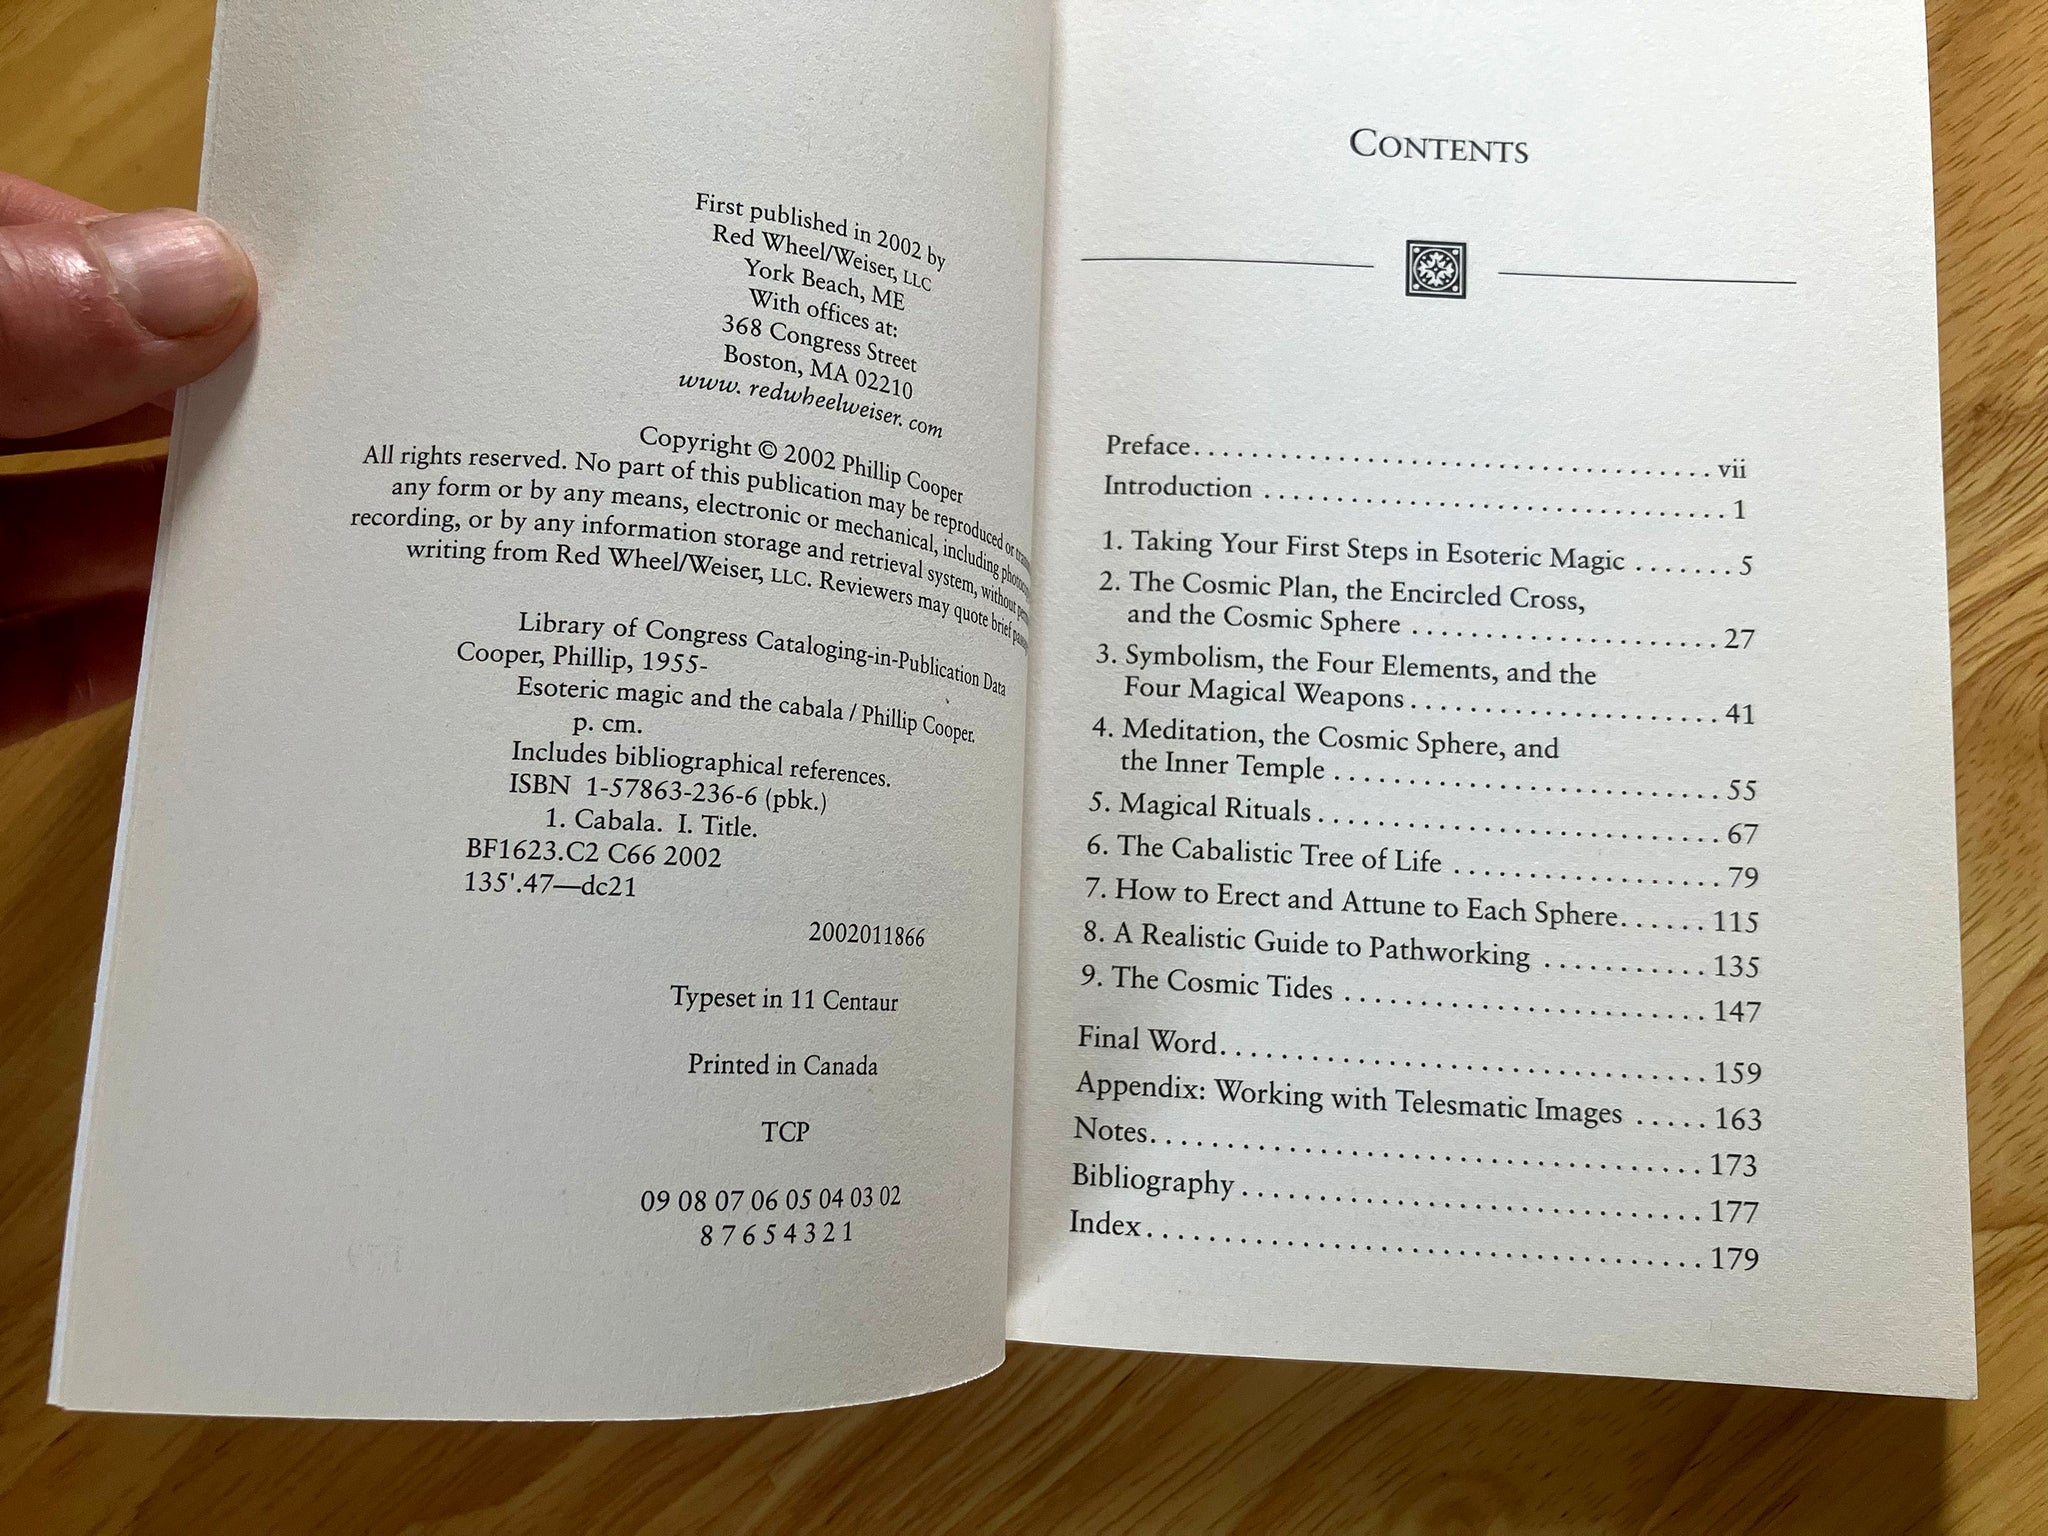 First published in 2002 by
Red Wheel/Weiser, LLC
York Beach, ME
With offices at:
368 Congress Street
Boston, MA 02210
www. redwheelweiser. com
Copyright © 2002 Phillip Cooper
All rights reserved. No part of this publication may be reproduced or
any form or by any means, electronic or mechanical, including
recording, or by any information storage and retrieval system, without
writing from Red Wheel/Weiser, LLC. Reviewers may quote brief
Library of Congress Cataloging-in-Publication Data
Cooper, Phillip, 1955-
Esoteric magic and the cabala / Phillip Cooper.
p. cm.
Includes bibliographical references.
ISBN 1-57863-236-6 (pbk.)
1. Cabala. I. Title.
BF1623.C2 C66 2002
135'.47—dc21
2002011866
Typeset in 11 Centaur
Printed in Canada
TCP
09 08 07 06 05 04 03 02
8 7 6 5 4 3 2 1
CONTENTS
Preface. . . . . . . . . . . . . . . . . . . . . . . . . . . . . . . . . . vii
Introduction . . . . . . . . . . . . . . . . . . . . . . . . . . . . . . 1
1. Taking Your First Steps in Esoteric Magic . . . . . . . 5
2. The Cosmic Plan, the Encircled Cross,
and the Cosmic Sphere . . . . . . . . . . . . . . . . . . . . 27
3. Symbolism, the Four Elements, and the
Four Magical Weapons . . . . . . . . . . . . . . . . . . . . 41
4. Meditation, the Cosmic Sphere, and
the Inner Temple . . . . . . . . . . . . . . . . . . . . . . . . . 55
5. Magical Rituals . . . . . . . . . . . . . . . . . . . . . . . . . . 67
6. The Cabalistic Tree of Life . . . . . . . . . . . . . . . . . 79
7. How to Erect and Attune to Each Sphere. . . . . . 115
8. A Realistic Guide to Pathworking . . . . . . . . . . . 135
9. The Cosmic Tides . . . . . . . . . . . . . . . . . . . . . . . 147
Final Word. . . . . . . . . . . . . . . . . . . . . . . . . . . . . . . 159
Appendix: Working with Telesmatic Images . . . . . 163
Notes. . . . . . . . . . . . . . . . . . . . . . . . . . . . . . . . . . . 173
Bibliography . . . . . . . . . . . . . . . . . . . . . . . . . . . . . 177
Index . . . . . . . . . . . . . . . . . . . . . . . . . . . . . . . . . . . 179